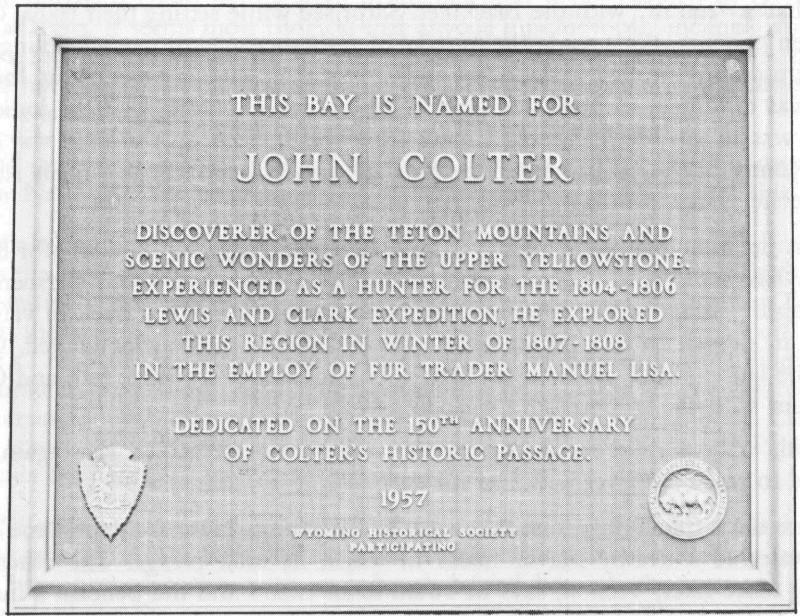 THIS BAY IS NAMED FOR
JOHN COLTER
DISCOVERER OF THE TETON MOUNTAINS AND
SCENIC WONDERS OF THE UPPER YELLOWSTONE.
EXPERIENCED AS A HUNTER FOR THE 1804-1806
LEWIS AND CLARK EXPEDITION, HE EXPLORED
THIS REGION IN WINTER OF 1807-1808
IN THE EMPLOY OF FUR TRADER MANUEL LISA.
DEDICATED ON THE 150TH ANNIVERSARY
OF COLTER'S HISTORIC PASSAGE.
1957
WYOMING HISTORICAL SOCIETY
PARTICIPATING